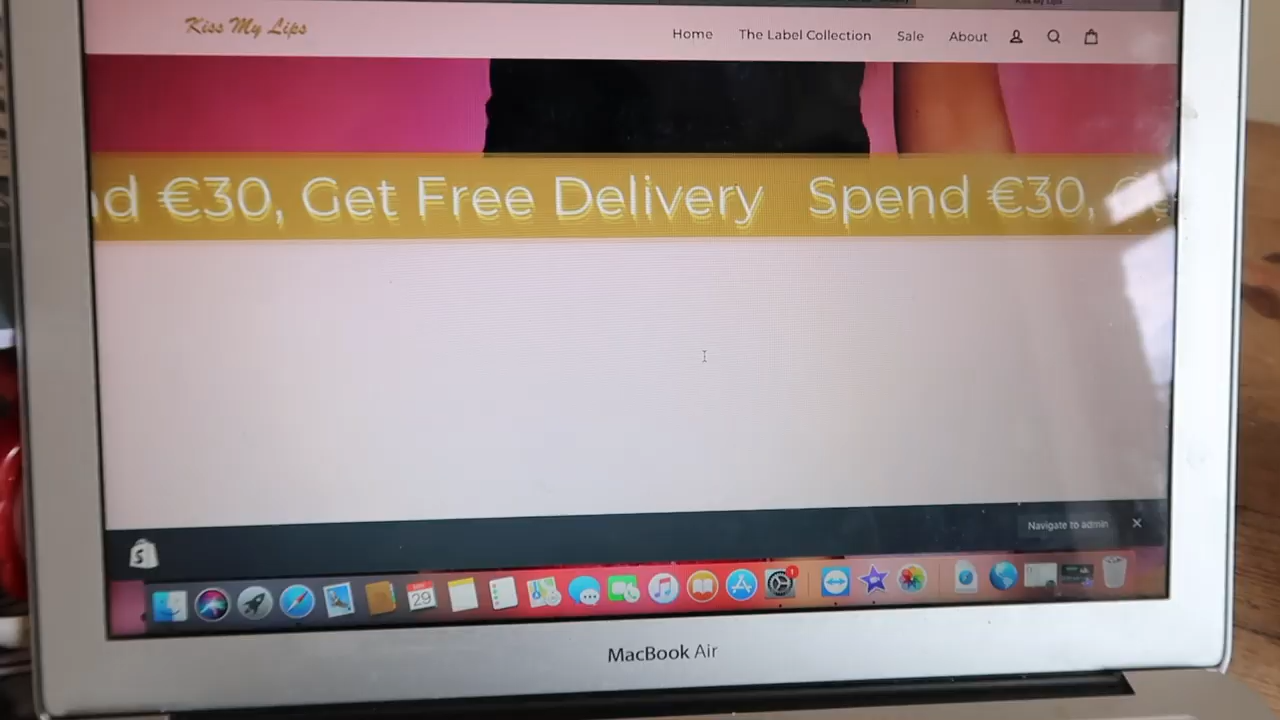 Kiss My Lips
Home The Label Collection Sale About
nd €30, Get Free Delivery Spend €30,
Navigate to admin
29
MacBook Air